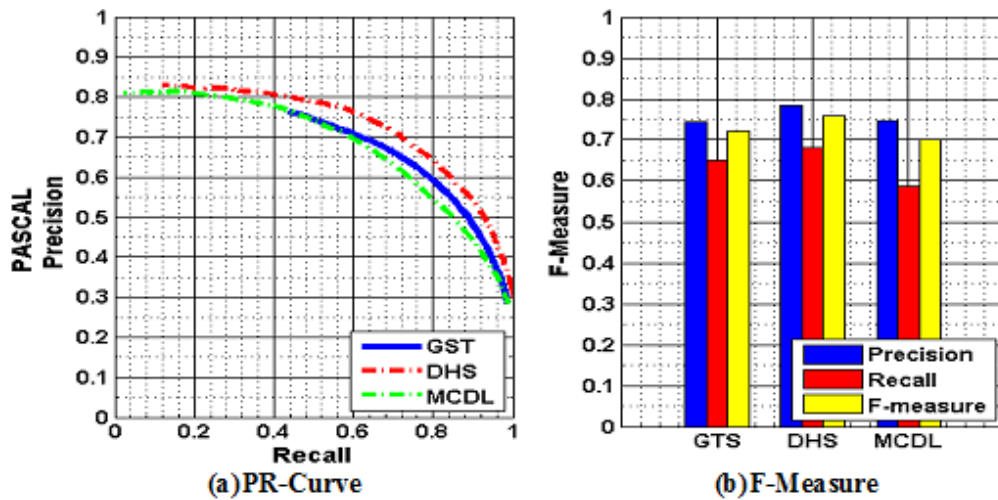 1
0.9
0.8
0.7
0.6
0.5
0.4
0.3
0.2
0.1
0
PASCAL
Precision
GST
DHS
MCDL
0 0.2 0.4 0.6 0.8 1
Recall
(a)PR-Curve
1
0.9
0.8
0.7
0.6
0.5
0.4
0.3
0.2
0.1
0
F-Measure
Precision
Recall
F-measure
GTS DHS MCDL
(b)F-Measure